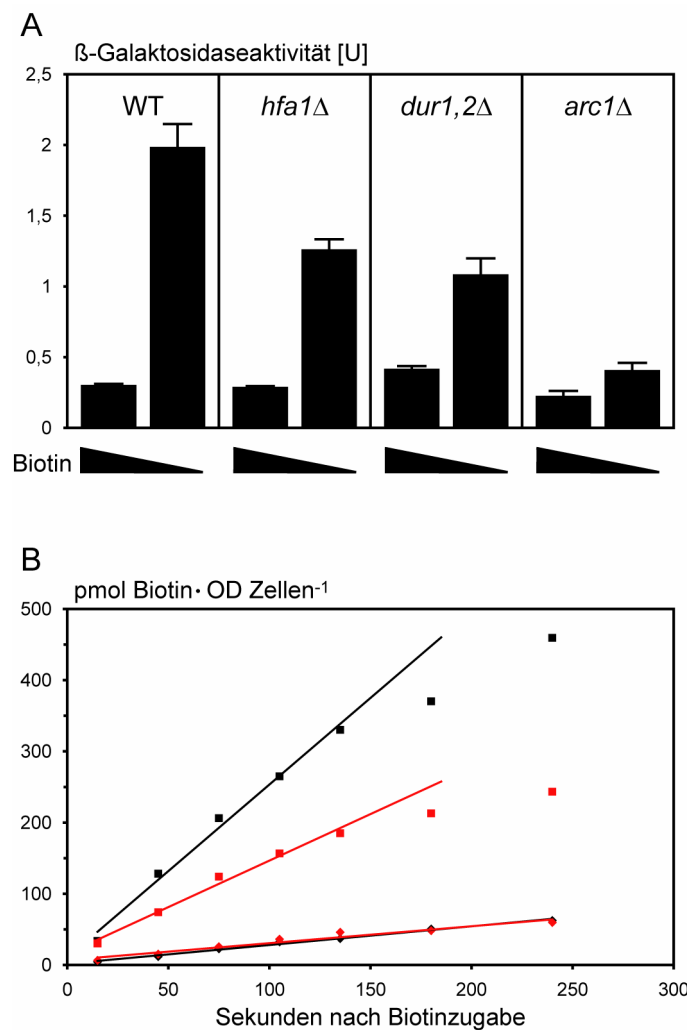 A
ß-Galaktosidaseaktivität [U]
2,5
2
1,5
1
0,5
0
WT
hfa1Δ
dur1,2Δ
arc1Δ
Biotin
B
pmol Biotin · OD Zellen⁻¹
500
400
300
200
100
0
0 50 100 150 200 250 300
Sekunden nach Biotinzugabe